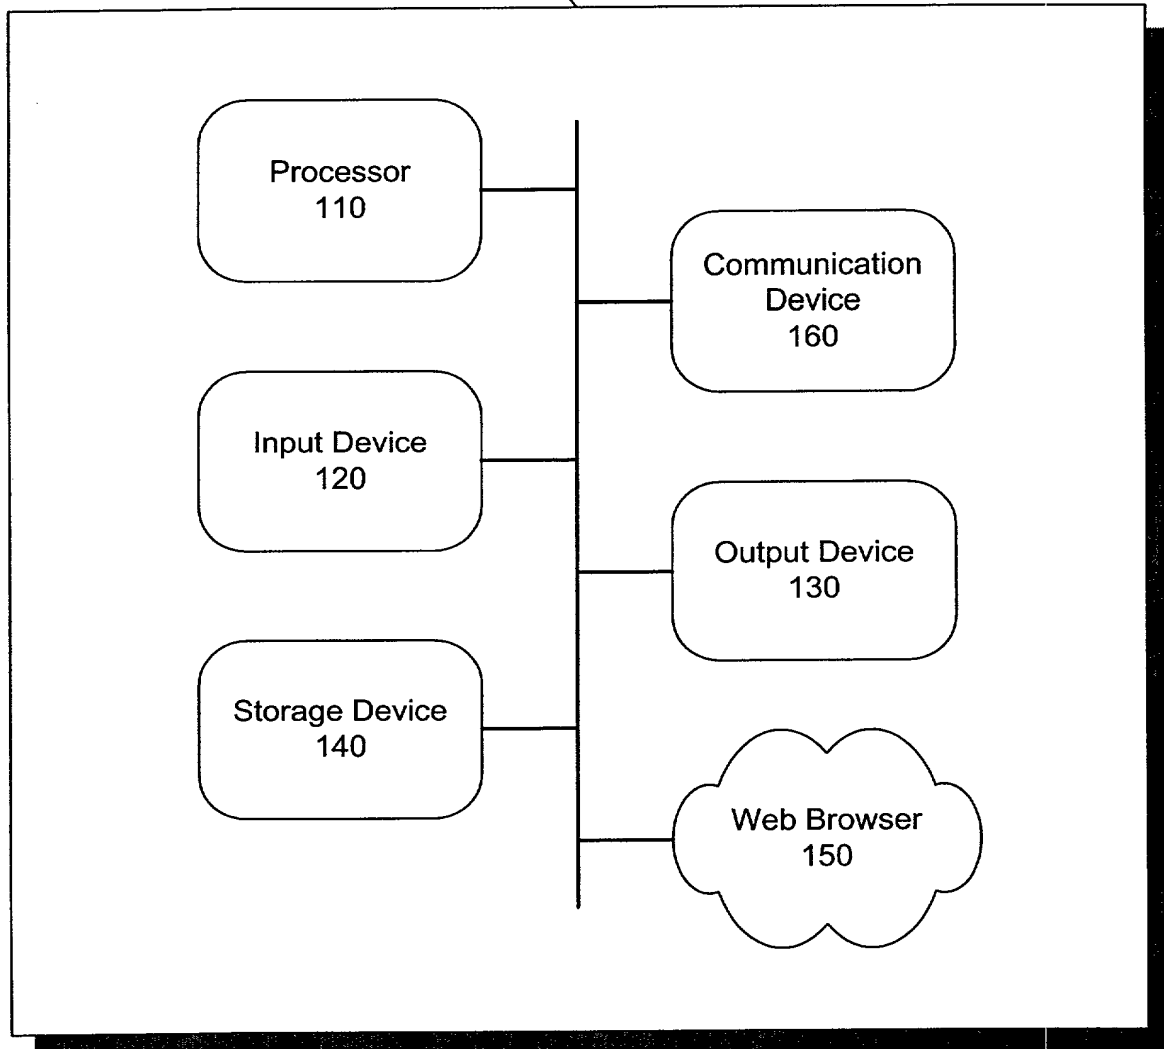 Processor
110
Communication
Device
160
Input Device
120
Output Device
130
Storage Device
140
Web Browser
150